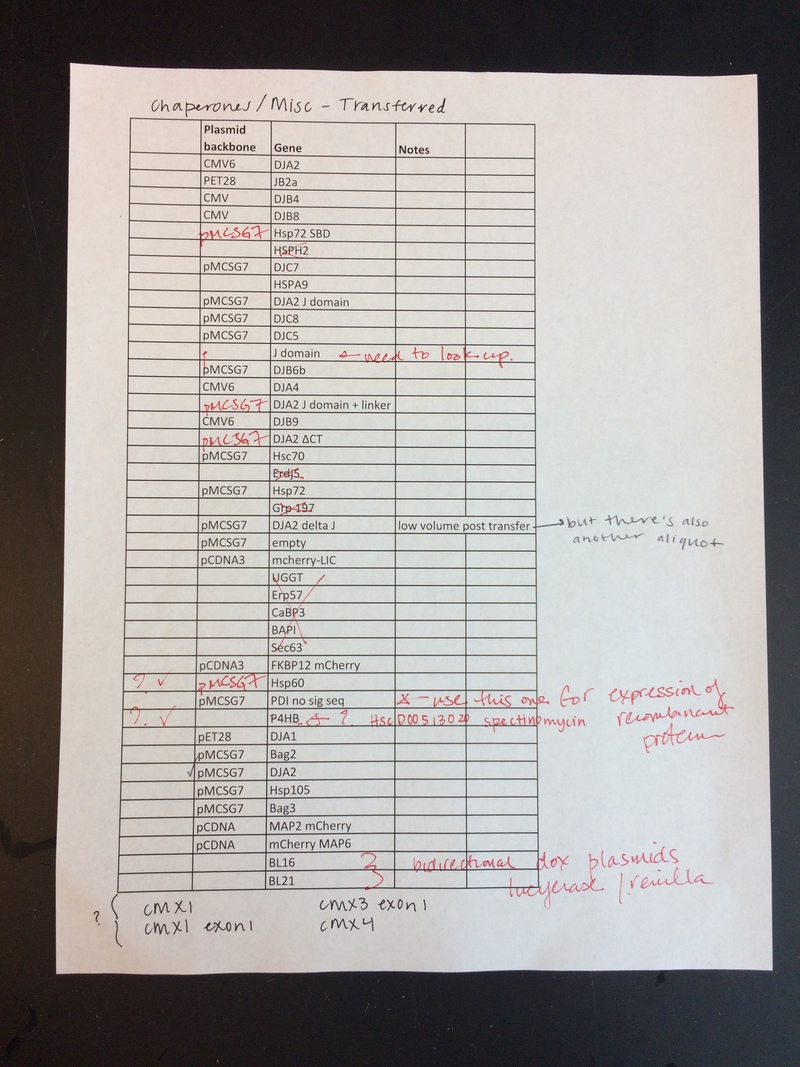 Chaperones / Misc - Transferred
Plasmid backbone Gene Notes
CMV6 DJA2
PET28 JB2a
CMV DJB4
CMV DJB8
pMCSG7 Hsp72 SBD
HSPH2
pMCSG7 DJC7
HSPA9
pMCSG7 DJA2 J domain
pMCSG7 DJC8
pMCSG7 DJC5
J domain need to look up.
pMCSG7 DJB6b
CMV6 DJA4
pMCSG7 DJA2 J domain + linker
CMV6 DJB9
pMCSG7 DJA2 ΔCT
pMCSG7 Hsc70
Erdj5
pMCSG7 Hsp72
Grp 197
pMCSG7 DJA2 delta J low volume post transfer → but there's also
another aliquot
pMCSG7 empty
pCDNA3 mcherry-LIC
UGGT
Erp57
CaBP3
BAPI
Sec63
pCDNA3 FKBP12 mCherry
? ✓ pMCSG7 Hsp60
pMCSG7 PDI no sig seq use this one for expression of
? ✓ P4HB ? spectinomycin recombinant
protein
pET28 DJA1
pMCSG7 Bag2
✓ pMCSG7 DJA2
pMCSG7 Hsp105
pMCSG7 Bag3
pCDNA MAP2 mCherry
pCDNA mCherry MAP6
BL16 bidirectional dox plasmids
BL21 lucyerase / renilla
? { CMX1 CMX3 exon1
CMX1 exon1 CMX4